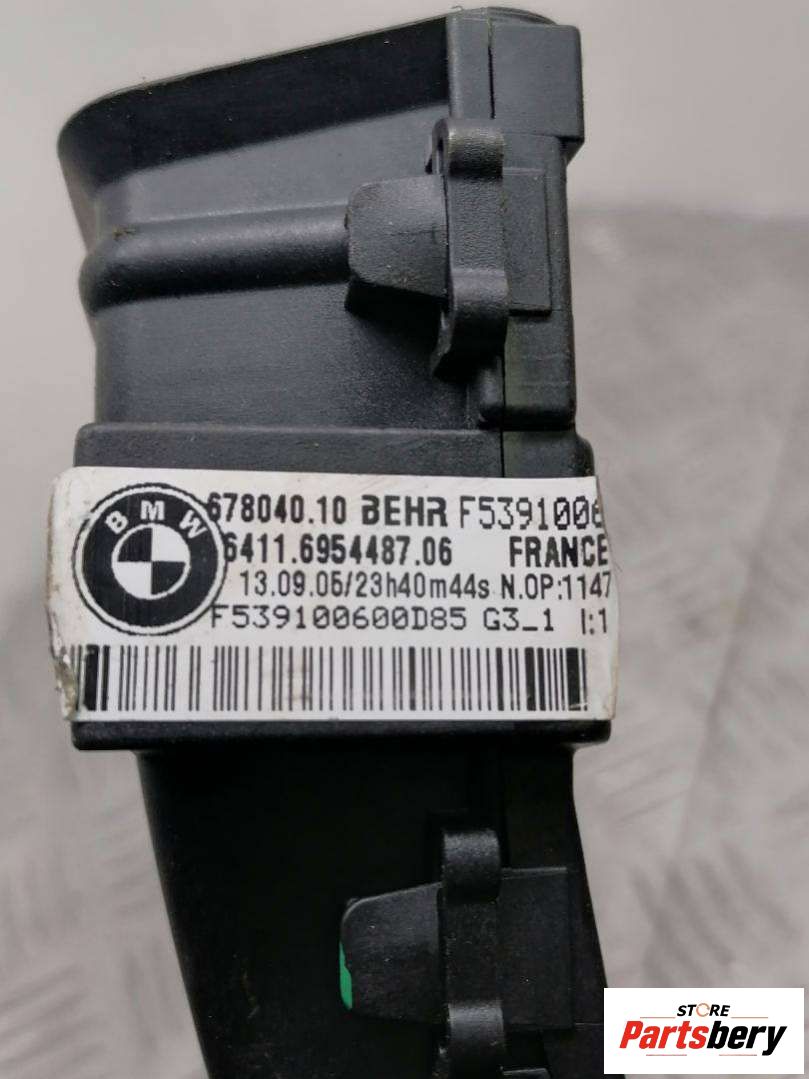 BMW
678040.10 BEHR F5391006
6411.6954487.06 FRANCE
13.09.05/23h40m44s N.OP:1147
F539100600D85 G3_1 I:1
STORE
Partsbery